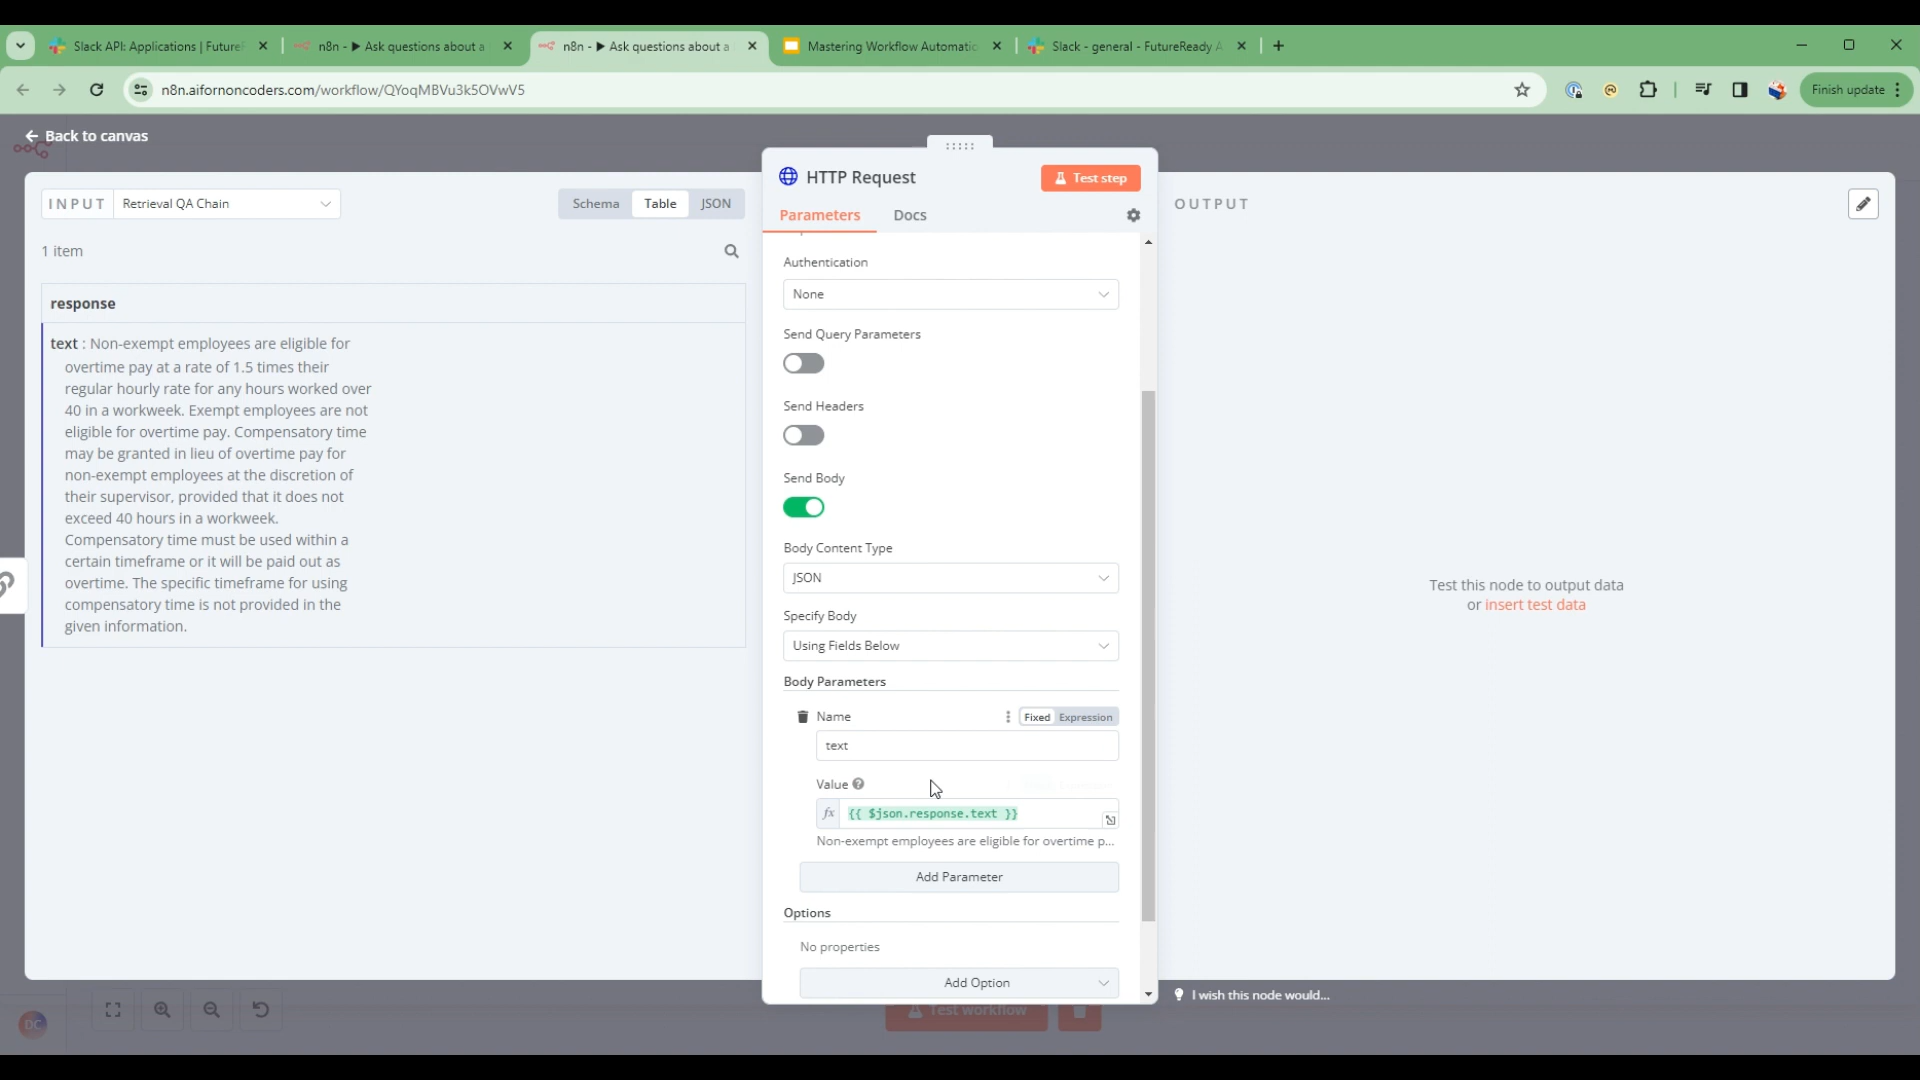 Slack API: Applications | FutureF
n8n - ▶ Ask questions about a
n8n - ▶ Ask questions about a
Mastering Workflow Automatic
Slack - general - FutureReady A
n8n.aifornoncoders.com/workflow/QYoqMBVu3k5OVwV5
Finish update
Back to canvas
INPUT
Retrieval QA Chain
Schema
Table
JSON
1 item
response
text : Non-exempt employees are eligible for
overtime pay at a rate of 1.5 times their
regular hourly rate for any hours worked over
40 in a workweek. Exempt employees are not
eligible for overtime pay. Compensatory time
may be granted in lieu of overtime pay for
non-exempt employees at the discretion of
their supervisor, provided that it does not
exceed 40 hours in a workweek.
Compensatory time must be used within a
certain timeframe or it will be paid out as
overtime. The specific timeframe for using
compensatory time is not provided in the
given information.
HTTP Request
Test step
Parameters
Docs
Authentication
None
Send Query Parameters
Send Headers
Send Body
Body Content Type
JSON
Specify Body
Using Fields Below
Body Parameters
Name
Fixed
Expression
text
Value
fx
{{ $json.response.text }}
Non-exempt employees are eligible for overtime p...
Add Parameter
Options
No properties
Add Option
OUTPUT
Test this node to output data
or insert test data
I wish this node would...
DC
Test workflow